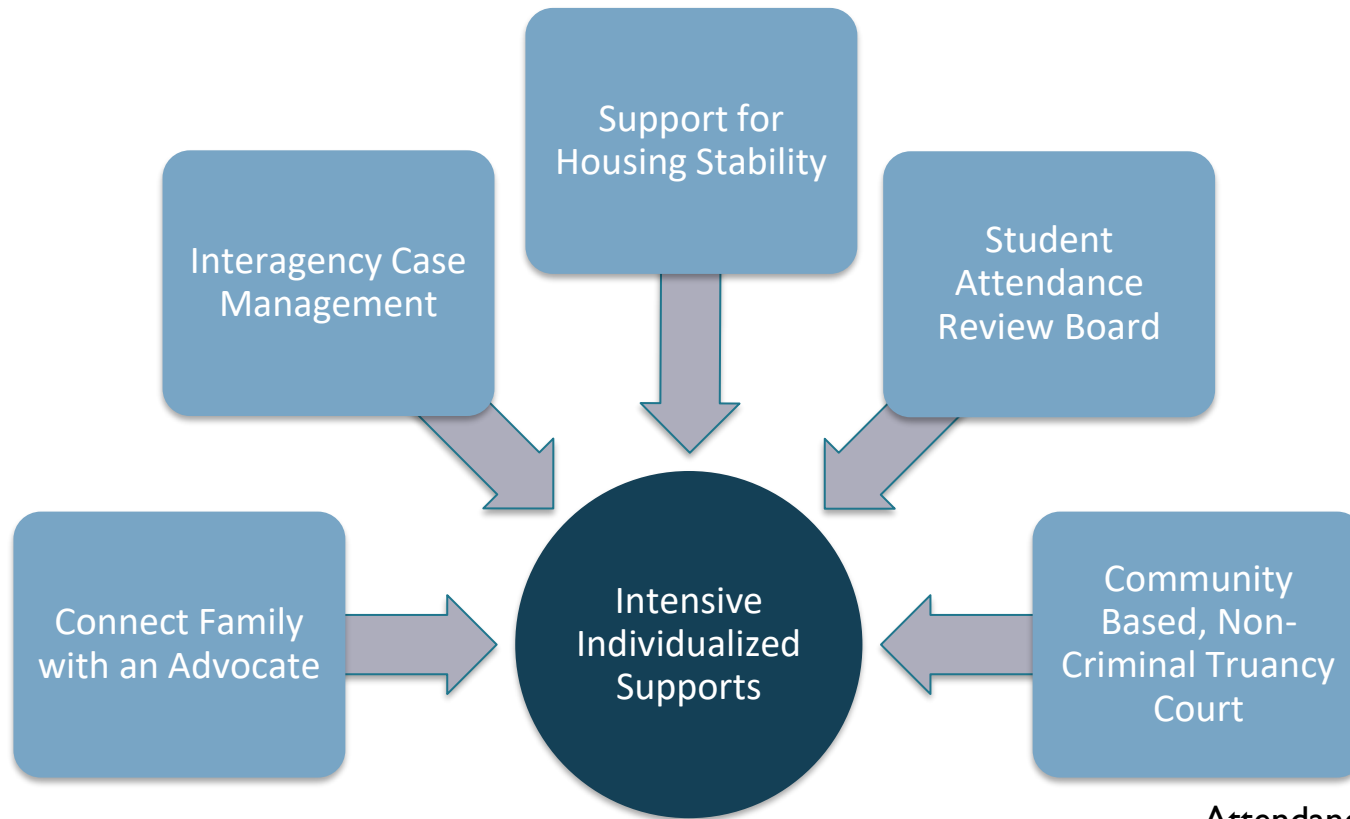 Support for
Housing Stability
Interagency Case
Management
Student
Attendance
Review Board
Connect Family
with an Advocate
Intensive
Individualized
Supports
Community
Based, Non-
Criminal Truancy
Court